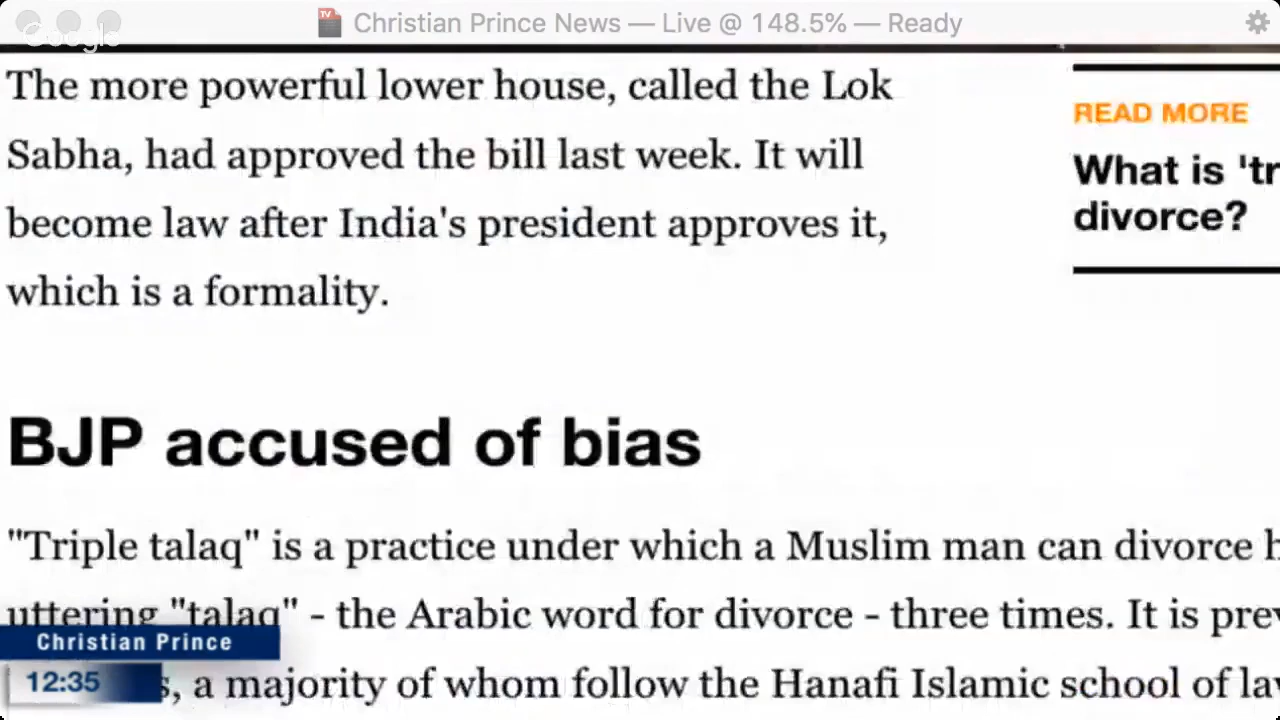 Christian Prince News — Live @ 148.5% — Ready
Google
The more powerful lower house, called the Lok
Sabha, had approved the bill last week. It will
become law after India's president approves it,
which is a formality.
READ MORE
What is 'tr
divorce?
BJP accused of bias
"Triple talaq" is a practice under which a Muslim man can divorce h
uttering "talaq" - the Arabic word for divorce - three times. It is prev
s, a majority of whom follow the Hanafi Islamic school of law
Christian Prince
12:35